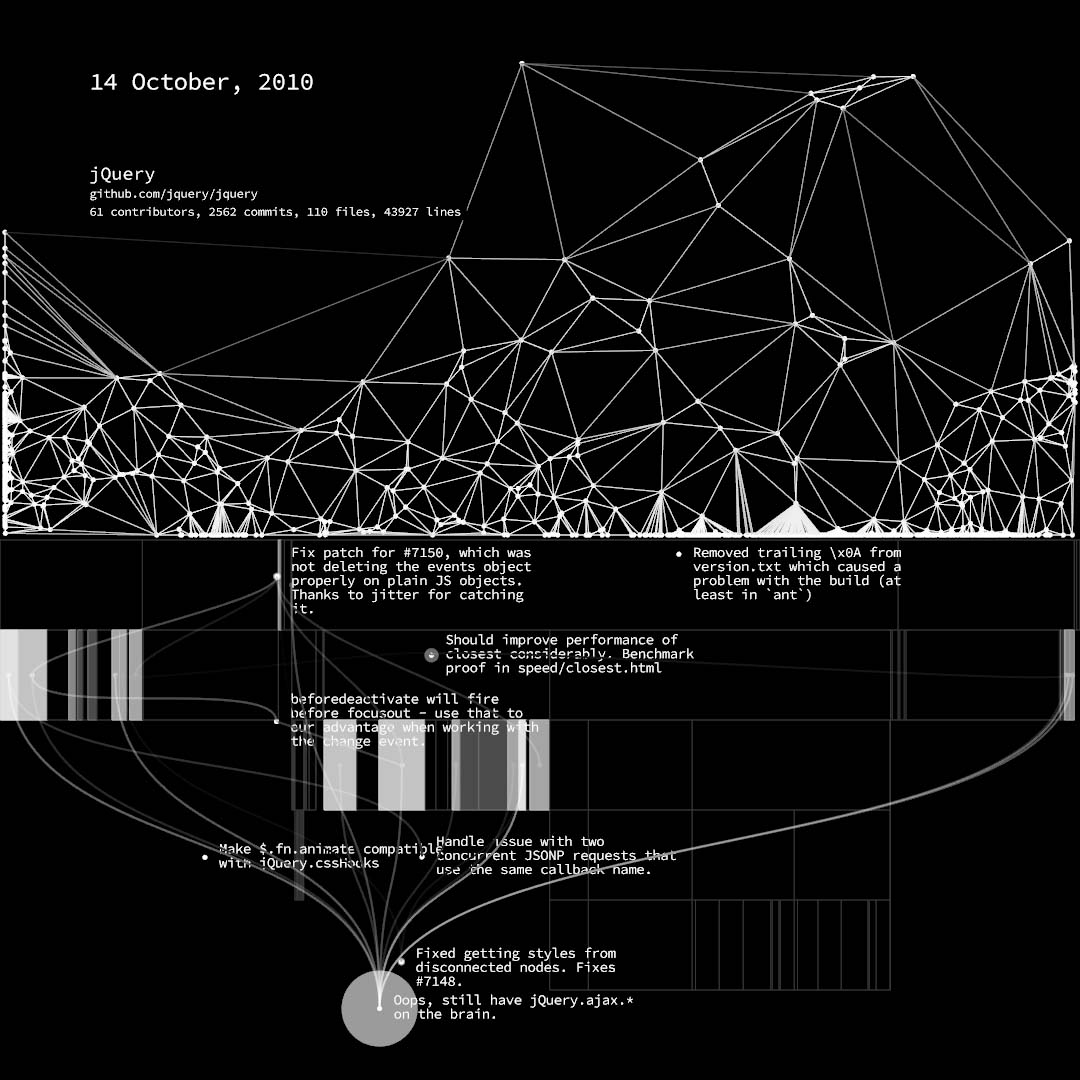 14 October, 2010
jQuery
github.com/jquery/jquery
61 contributors, 2562 commits, 110 files, 43927 lines
Fix patch for #7150, which was
not deleting the events object
properly on plain JS objects.
Thanks to jitter for catching
it.
Removed trailing \x0A from
version.txt which caused a
problem with the build (at
least in `ant`)
Should improve performance of
closest considerably. Benchmark
proof in speed/closest.html
beforedeactivate will fire
before focusout - use that to
our advantage when working with
the change event.
Make $.fn.animate compatible
with jQuery.cssHooks
Handle issue with two
concurrent JSONP requests that
use the same callback name.
Fixed getting styles from
disconnected nodes. Fixes
#7148.
Oops, still have jQuery.ajax.*
on the brain.